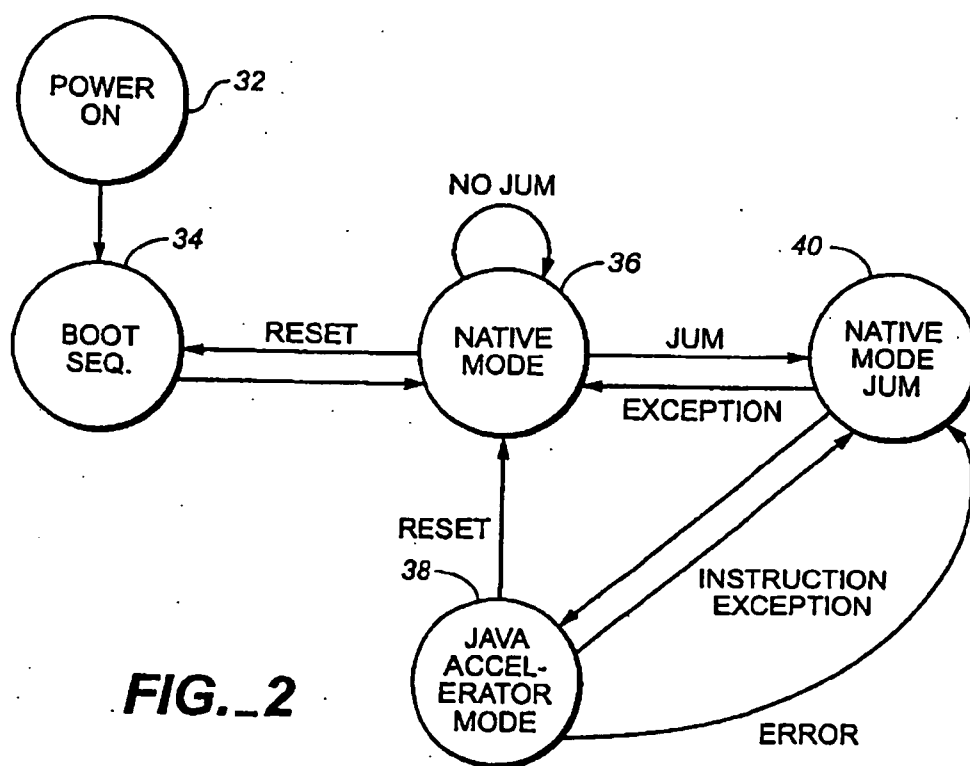 POWER
ON
32
NO JUM
34
36
40
BOOT
SEQ.
RESET
NATIVE
MODE
JUM
NATIVE
MODE
JUM
EXCEPTION
RESET
38
INSTRUCTION
EXCEPTION
JAVA
ACCEL-
ERATOR
MODE
ERROR
FIG._2